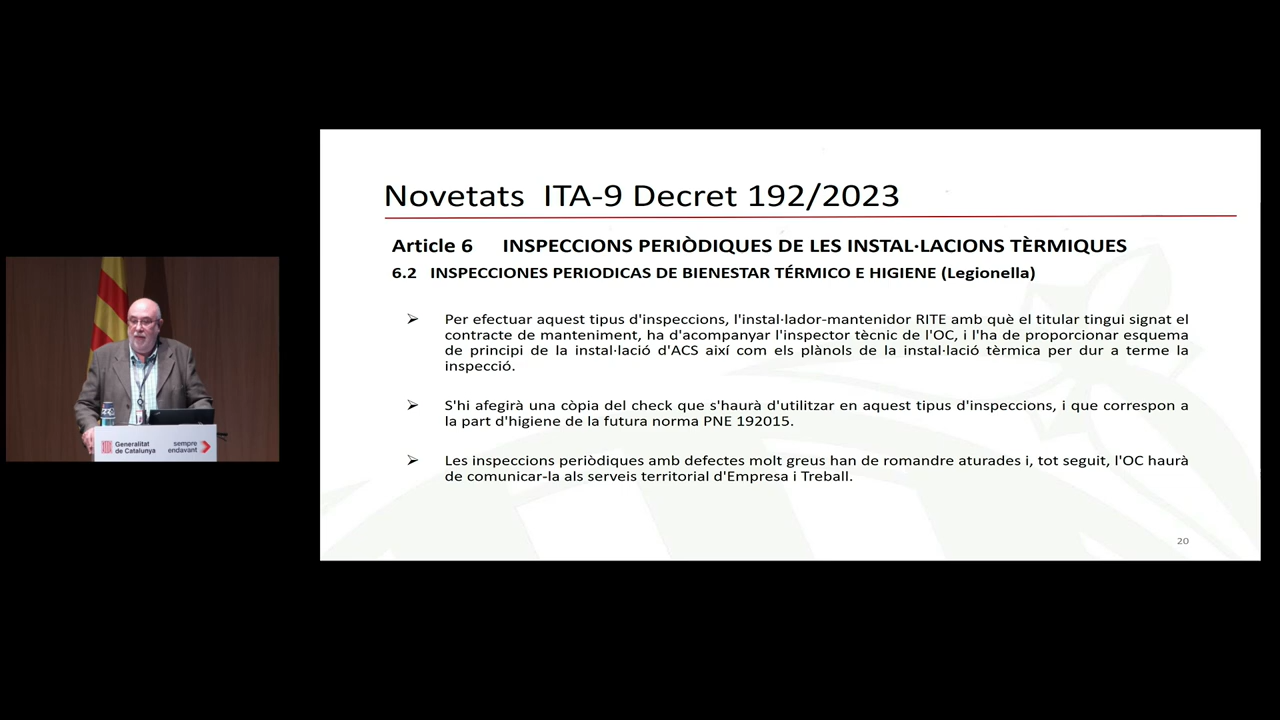 Novetats ITA-9 Decret 192/2023
Article 6 INSPECCIONS PERIÒDIQUES DE LES INSTAL·LACIONS TÈRMIQUES
6.2 INSPECCIONES PERIODICAS DE BIENESTAR TÉRMICO E HIGIENE (Legionella)
Per efectuar aquest tipus d'inspeccions, l'instal·lador-mantenidor RITE amb què el titular tingui signat el
contracte de manteniment, ha d'acompanyar l'inspector tècnic de l'OC, i l'ha de proporcionar esquema
de principi de la instal·lació d'ACS així com els plànols de la instal·lació tèrmica per dur a terme la
inspecció.
S'hi afegirà una còpia del check que s'haurà d'utilitzar en aquest tipus d'inspeccions, i que correspon a
la part d'higiene de la futura norma PNE 192015.
Les inspeccions periòdiques amb defectes molt greus han de romandre aturades i, tot seguit, l'OC haurà
de comunicar-la als serveis territorial d'Empresa i Treball.
20
Generalitat
de Catalunya
sempre
endavant